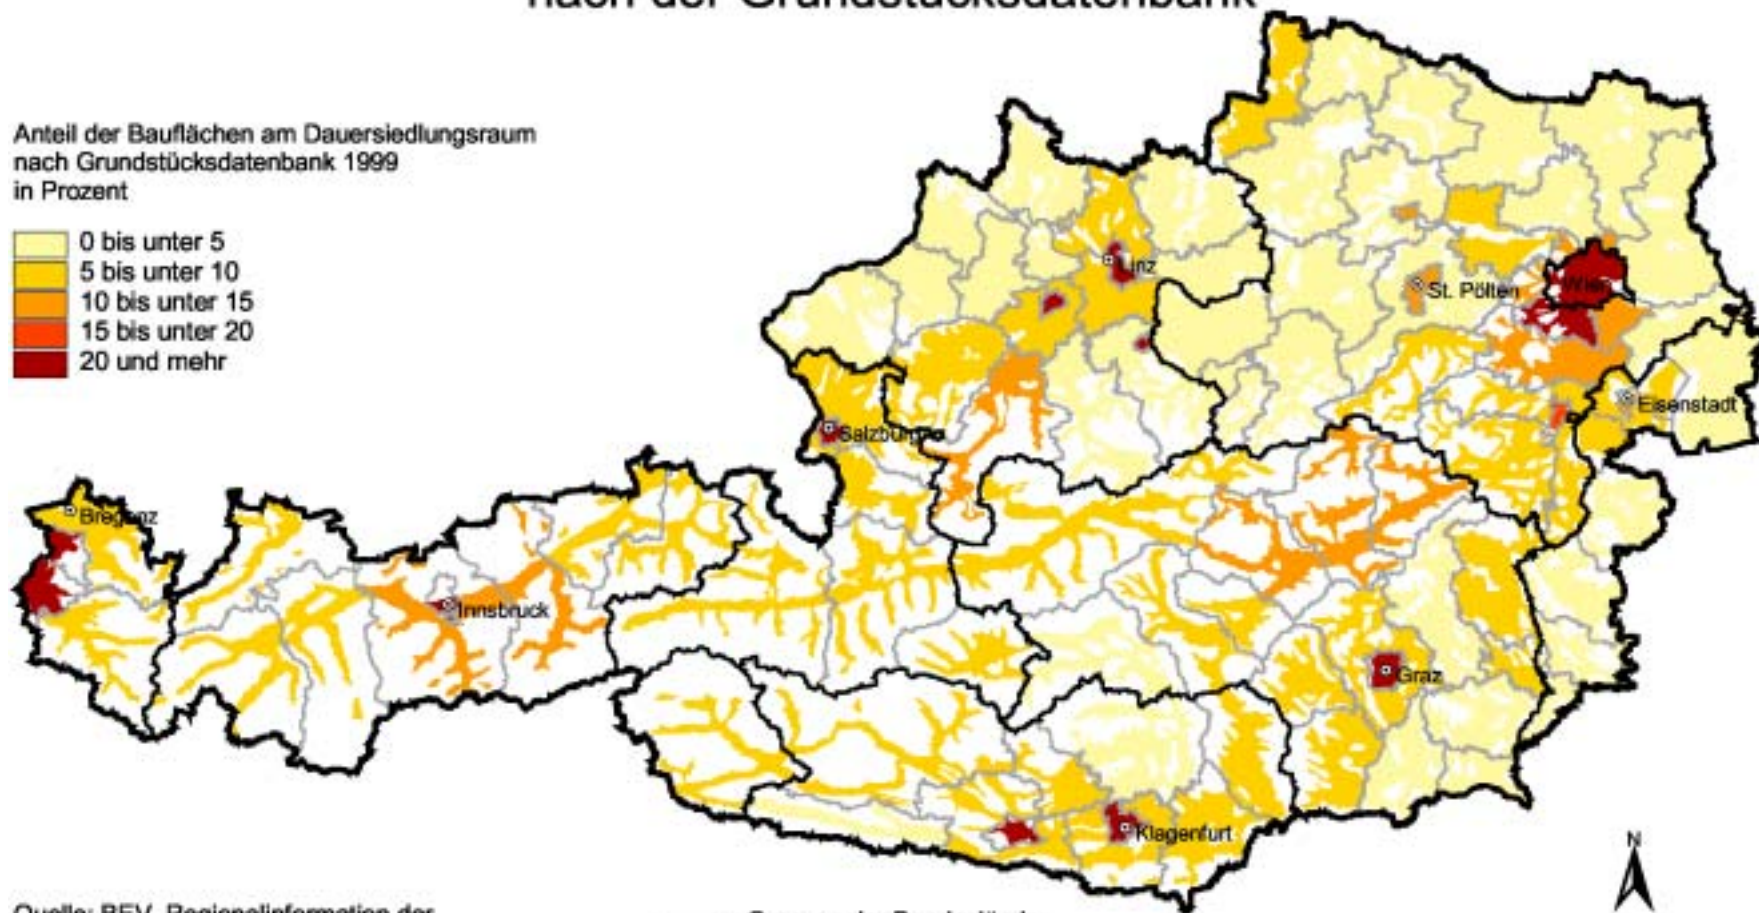 nach der Grundstücksdatenbank
Anteil der Bauflächen am Dauersiedlungsraum
nach Grundstücksdatenbank 1999
in Prozent
0 bis unter 5
5 bis unter 10
10 bis unter 15
15 bis unter 20
20 und mehr
Linz
St. Pölten
Wien
Eisenstadt
Salzburg
Bregenz
Innsbruck
Graz
Klagenfurt
N
Quelle: BEV, Regionalinformation der